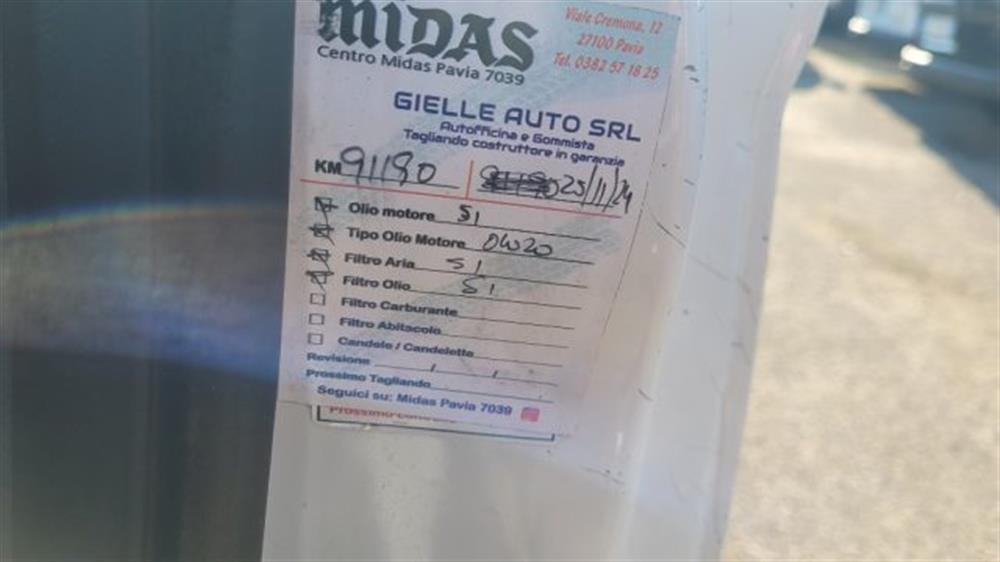 MIDAS
Centro Midas Pavia 7039
Viale Cremona, 12
27100 Pavia
Tel. 0382 57 18 25
GIELLE AUTO SRL
Autofficina e Gommista
Tagliando costruttore in garanzia
KM 91190 25/11/24
Olio motore SI
Tipo Olio Motore 0W20
Filtro Aria SI
Filtro Olio SI
Filtro Carburante
Filtro Abitacolo
Candele / Candelette
Revisione / /
Prossimo Tagliando
Seguici su: Midas Pavia 7039